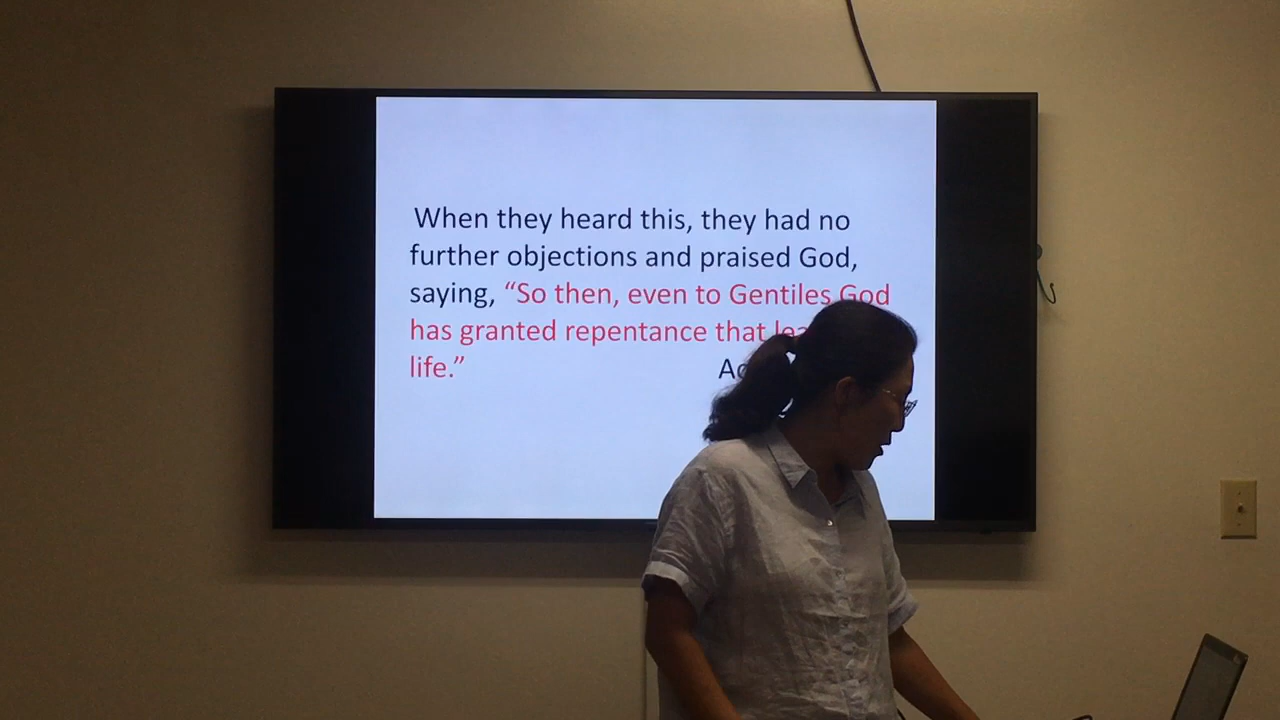 When they heard this, they had no
further objections and praised God,
saying, “So then, even to Gentiles God
has granted repentance that
life.”